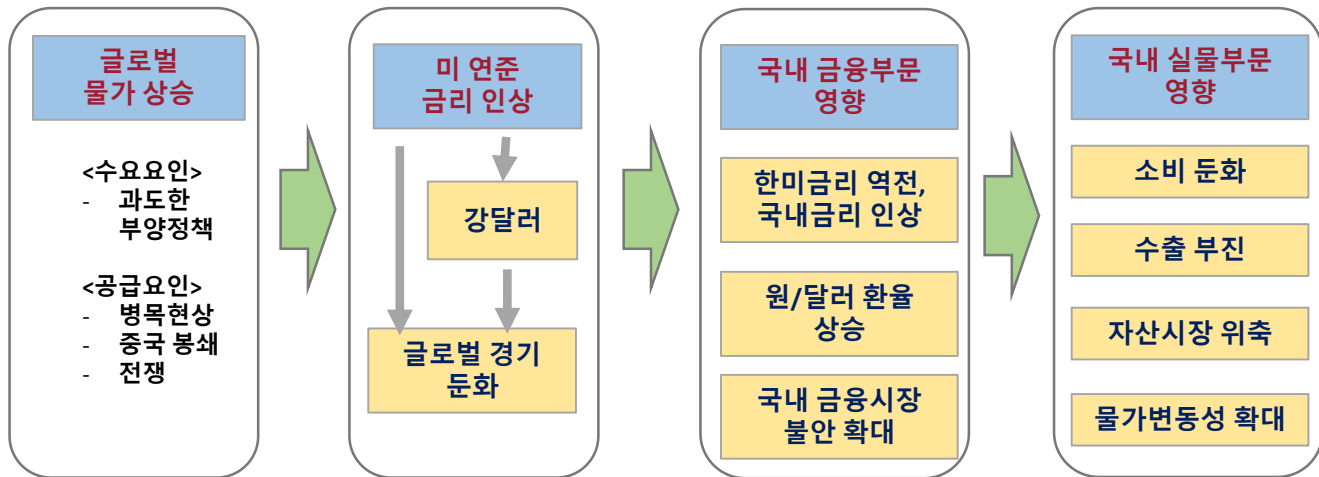 글로벌
물가 상승
<수요요인>
- 과도한
부양정책
<공급요인>
- 병목현상
- 중국 봉쇄
- 전쟁
미 연준
금리 인상
강달러
글로벌 경기
둔화
국내 금융부문
영향
한미금리 역전,
국내금리 인상
원/달러 환율
상승
국내 금융시장
불안 확대
국내 실물부문
영향
소비 둔화
수출 부진
자산시장 위축
물가변동성 확대